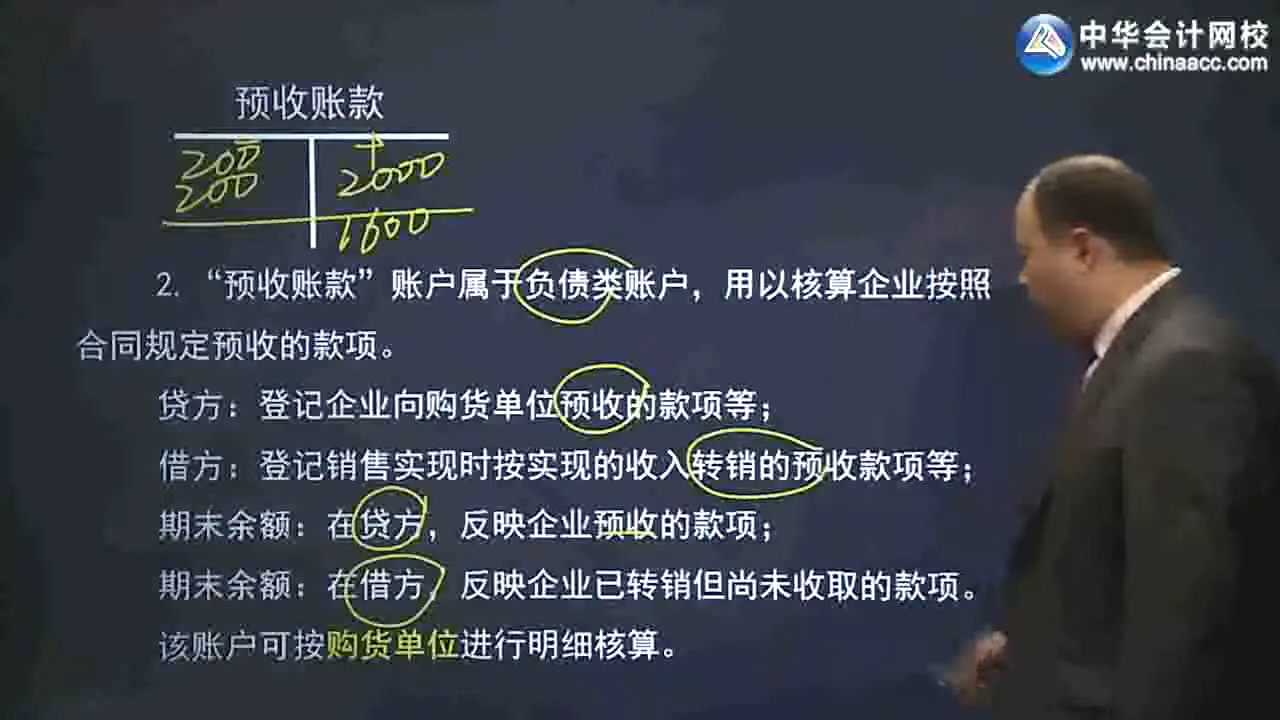 中华会计网校
www.chinaacc.com
预收账款
200 2000
200
1600
2.“预收账款”账户属于负债类账户，用以核算企业按照
合同规定预收的款项。
贷方：登记企业向购货单位预收的款项等；
借方：登记销售实现时按实现的收入转销的预收款项等；
期末余额：在贷方，反映企业预收的款项；
期末余额：在借方，反映企业已转销但尚未收取的款项。
该账户可按购货单位进行明细核算。